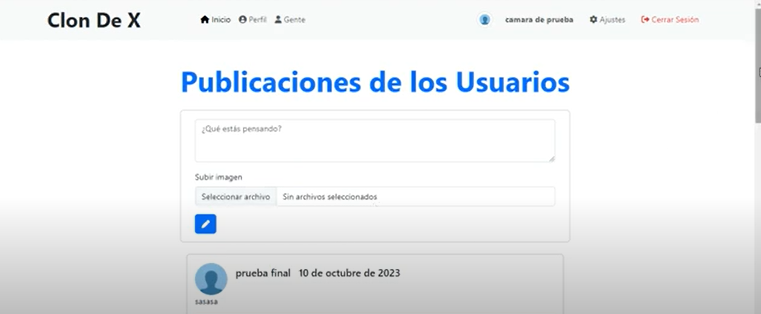 Clon De X Inicio Perfil Gente camara de prueba Ajustes Cerrar Sesión
Publicaciones de los Usuarios
¿Qué estás pensando?
Subir imagen
Seleccionar archivo Sin archivos seleccionados
prueba final 10 de octubre de 2023
sasasa